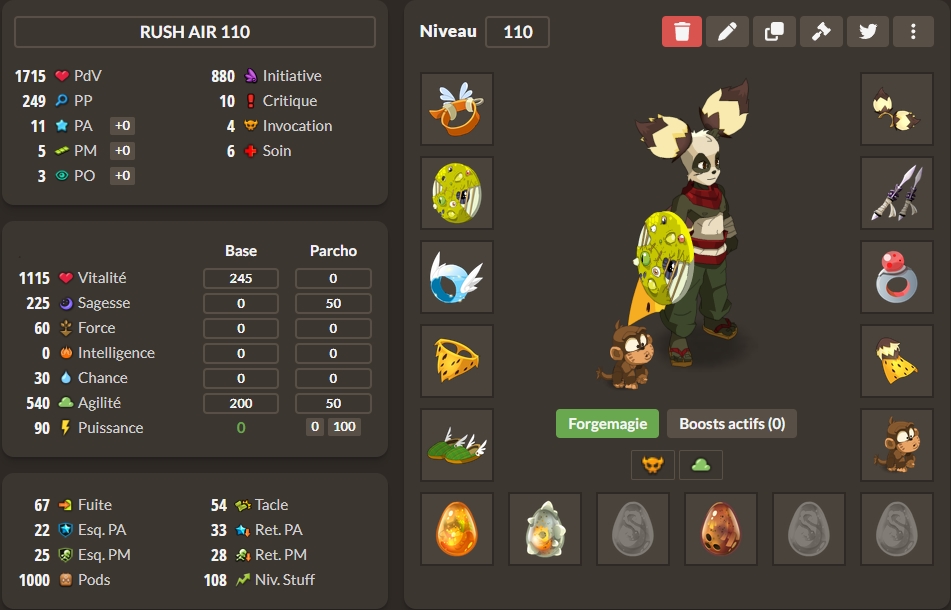 RUSH AIR 110
1715 PdV 880 Initiative
249 PP 10 Critique
11 PA +0 4 Invocation
5 PM +0 6 Soin
3 PO +0
Base Parcho
1115 Vitalité 245 0
225 Sagesse 0 50
60 Force 0 0
0 Intelligence 0 0
30 Chance 0 0
540 Agilité 200 50
90 Puissance 0 0 100
67 Fuite 54 Tacle
22 Esq. PA 33 Ret. PA
25 Esq. PM 28 Ret. PM
1000 Pods 108 Niv. Stuff
Niveau 110
Forgemagie Boosts actifs (0)